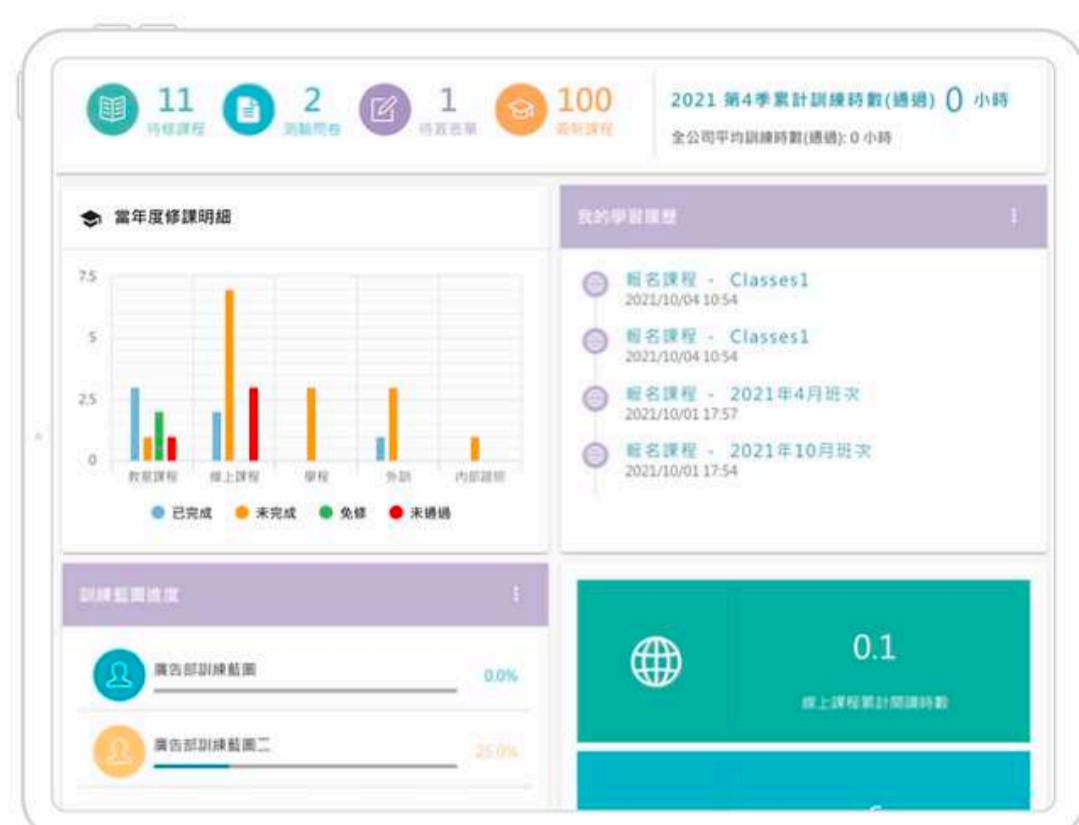 11
待修課程
2
測驗問卷
1
待簽表單
100
最新課程
2021 第4季累計訓練時數(通過) 0 小時
全公司平均訓練時數(通過): 0 小時
當年度修課明細
7.5
5
2.5
0
教室課程
線上課程
學程
外訓
內部證照
已完成
未完成
免修
未通過
我的學習履歷
報名課程 - Classes1
2021/10/04 10:54
報名課程 - Classes1
2021/10/04 10:54
報名課程 - 2021年4月班次
2021/10/01 17:57
報名課程 - 2021年10月班次
2021/10/01 17:54
訓練藍圖進度
廣告部訓練藍圖
0.0%
廣告部訓練藍圖二
25.0%
0.1
線上課程累計閱讀時數